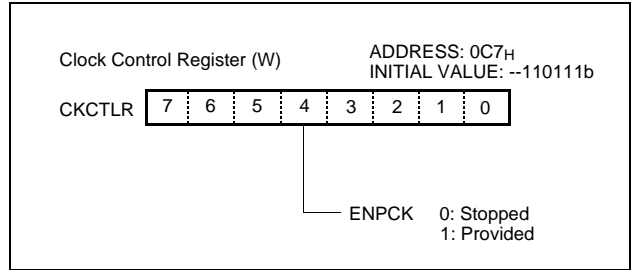 Clock Control Register (W)
ADDRESS: 0C7H
INITIAL VALUE: --110111b
CKCTLR 7 6 5 4 3 2 1 0
ENPCK 0: Stopped
1: Provided